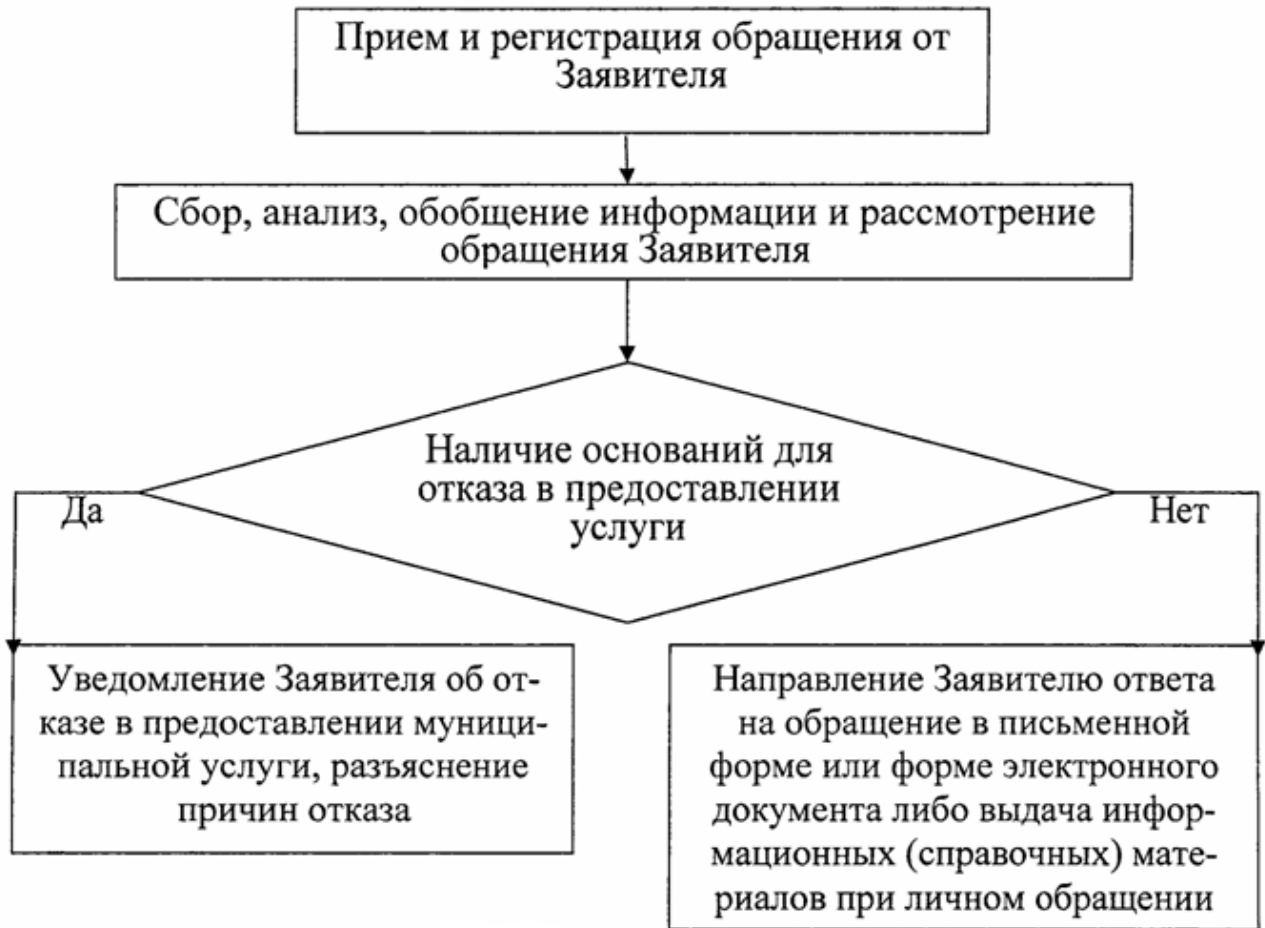 Прием и регистрация обращения от
Заявителя
Сбор, анализ, обобщение информации и рассмотрение
обращения Заявителя
Наличие оснований для
отказа в предоставлении
услуги
Да
Нет
Уведомление Заявителя об от-
казе в предоставлении муници-
пальной услуги, разъяснение
причин отказа
Направление Заявителю ответа
на обращение в письменной
форме или форме электронного
документа либо выдача инфор-
мационных (справочных) мате-
риалов при личном обращении